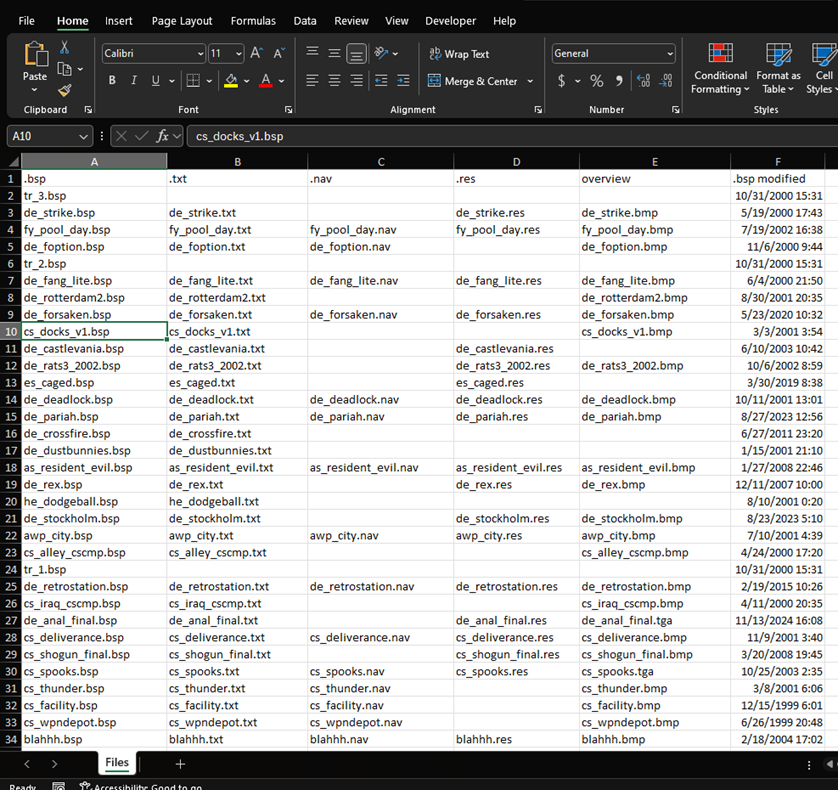 File Home Insert Page Layout Formulas Data Review View Developer Help
Calibri 11 A A General
Paste B I U A Wrap Text Merge & Center $ % 9 Conditional Formatting Format as Table Cell Styles
Clipboard Font Alignment Number Styles
A10 fx cs_docks_v1.bsp
A B C D E F
1 .bsp .txt .nav .res overview .bsp modified
2 tr_3.bsp 10/31/2000 15:31
3 de_strike.bsp de_strike.txt de_strike.res de_strike.bmp 5/19/2000 17:43
4 fy_pool_day.bsp fy_pool_day.txt fy_pool_day.nav fy_pool_day.res fy_pool_day.bmp 7/19/2002 16:38
5 de_foption.bsp de_foption.txt de_foption.nav de_foption.bmp 11/6/2000 9:44
6 tr_2.bsp 10/31/2000 15:31
7 de_fang_lite.bsp de_fang_lite.txt de_fang_lite.nav de_fang_lite.res de_fang_lite.bmp 6/4/2000 21:50
8 de_rotterdam2.bsp de_rotterdam2.txt de_rotterdam2.bmp 8/30/2001 20:35
9 de_forsaken.bsp de_forsaken.txt de_forsaken.nav de_forsaken.res de_forsaken.bmp 5/23/2020 10:32
10 cs_docks_v1.bsp cs_docks_v1.txt cs_docks_v1.bmp 3/3/2001 3:54
11 de_castlevania.bsp de_castlevania.txt de_castlevania.res 6/10/2003 10:42
12 de_rats3_2002.bsp de_rats3_2002.txt de_rats3_2002.res de_rats3_2002.bmp 10/6/2002 8:59
13 es_caged.bsp es_caged.txt es_caged.res 3/30/2019 8:38
14 de_deadlock.bsp de_deadlock.txt de_deadlock.nav de_deadlock.res de_deadlock.bmp 10/11/2001 13:01
15 de_pariah.bsp de_pariah.txt de_pariah.nav de_pariah.res de_pariah.bmp 8/27/2023 12:56
16 de_crossfire.bsp de_crossfire.txt 6/27/2011 23:20
17 de_dustbunnies.bsp de_dustbunnies.txt 1/15/2001 21:10
18 as_resident_evil.bsp as_resident_evil.txt as_resident_evil.nav as_resident_evil.res as_resident_evil.bmp 1/27/2008 22:46
19 de_rex.bsp de_rex.txt de_rex.res de_rex.bmp 12/11/2007 10:00
20 he_dodgeball.bsp he_dodgeball.txt 8/10/2001 0:20
21 de_stockholm.bsp de_stockholm.txt de_stockholm.res de_stockholm.bmp 8/23/2023 5:10
22 awp_city.bsp awp_city.txt awp_city.nav awp_city.res awp_city.bmp 7/10/2001 4:39
23 cs_alley_cscmp.bsp cs_alley_cscmp.txt cs_alley_cscmp.bmp 4/24/2000 17:20
24 tr_1.bsp 10/31/2000 15:31
25 de_retrostation.bsp de_retrostation.txt de_retrostation.nav de_retrostation.res de_retrostation.bmp 2/19/2015 10:26
26 cs_iraq_cscmp.bsp cs_iraq_cscmp.txt cs_iraq_cscmp.bmp 4/11/2000 20:35
27 de_anal_final.bsp de_anal_final.txt de_anal_final.res de_anal_final.tga 11/13/2024 16:08
28 cs_deliverance.bsp cs_deliverance.txt cs_deliverance.nav cs_deliverance.res cs_deliverance.bmp 11/9/2001 3:40
29 cs_shogun_final.bsp cs_shogun_final.txt cs_shogun_final.res cs_shogun_final.bmp 3/20/2008 19:45
30 cs_spooks.bsp cs_spooks.txt cs_spooks.nav cs_spooks.res cs_spooks.tga 10/25/2003 2:35
31 cs_thunder.bsp cs_thunder.txt cs_thunder.nav cs_thunder.bmp 3/8/2001 6:06
32 cs_facility.bsp cs_facility.txt cs_facility.nav cs_facility.bmp 12/15/1999 6:01
33 cs_wpndepot.bsp cs_wpndepot.txt cs_wpndepot.nav cs_wpndepot.bmp 6/26/1999 20:48
34 blahhh.bsp blahhh.txt blahhh.nav blahhh.res blahhh.bmp 2/18/2004 17:02
Files
Ready Accessibility: Good to go